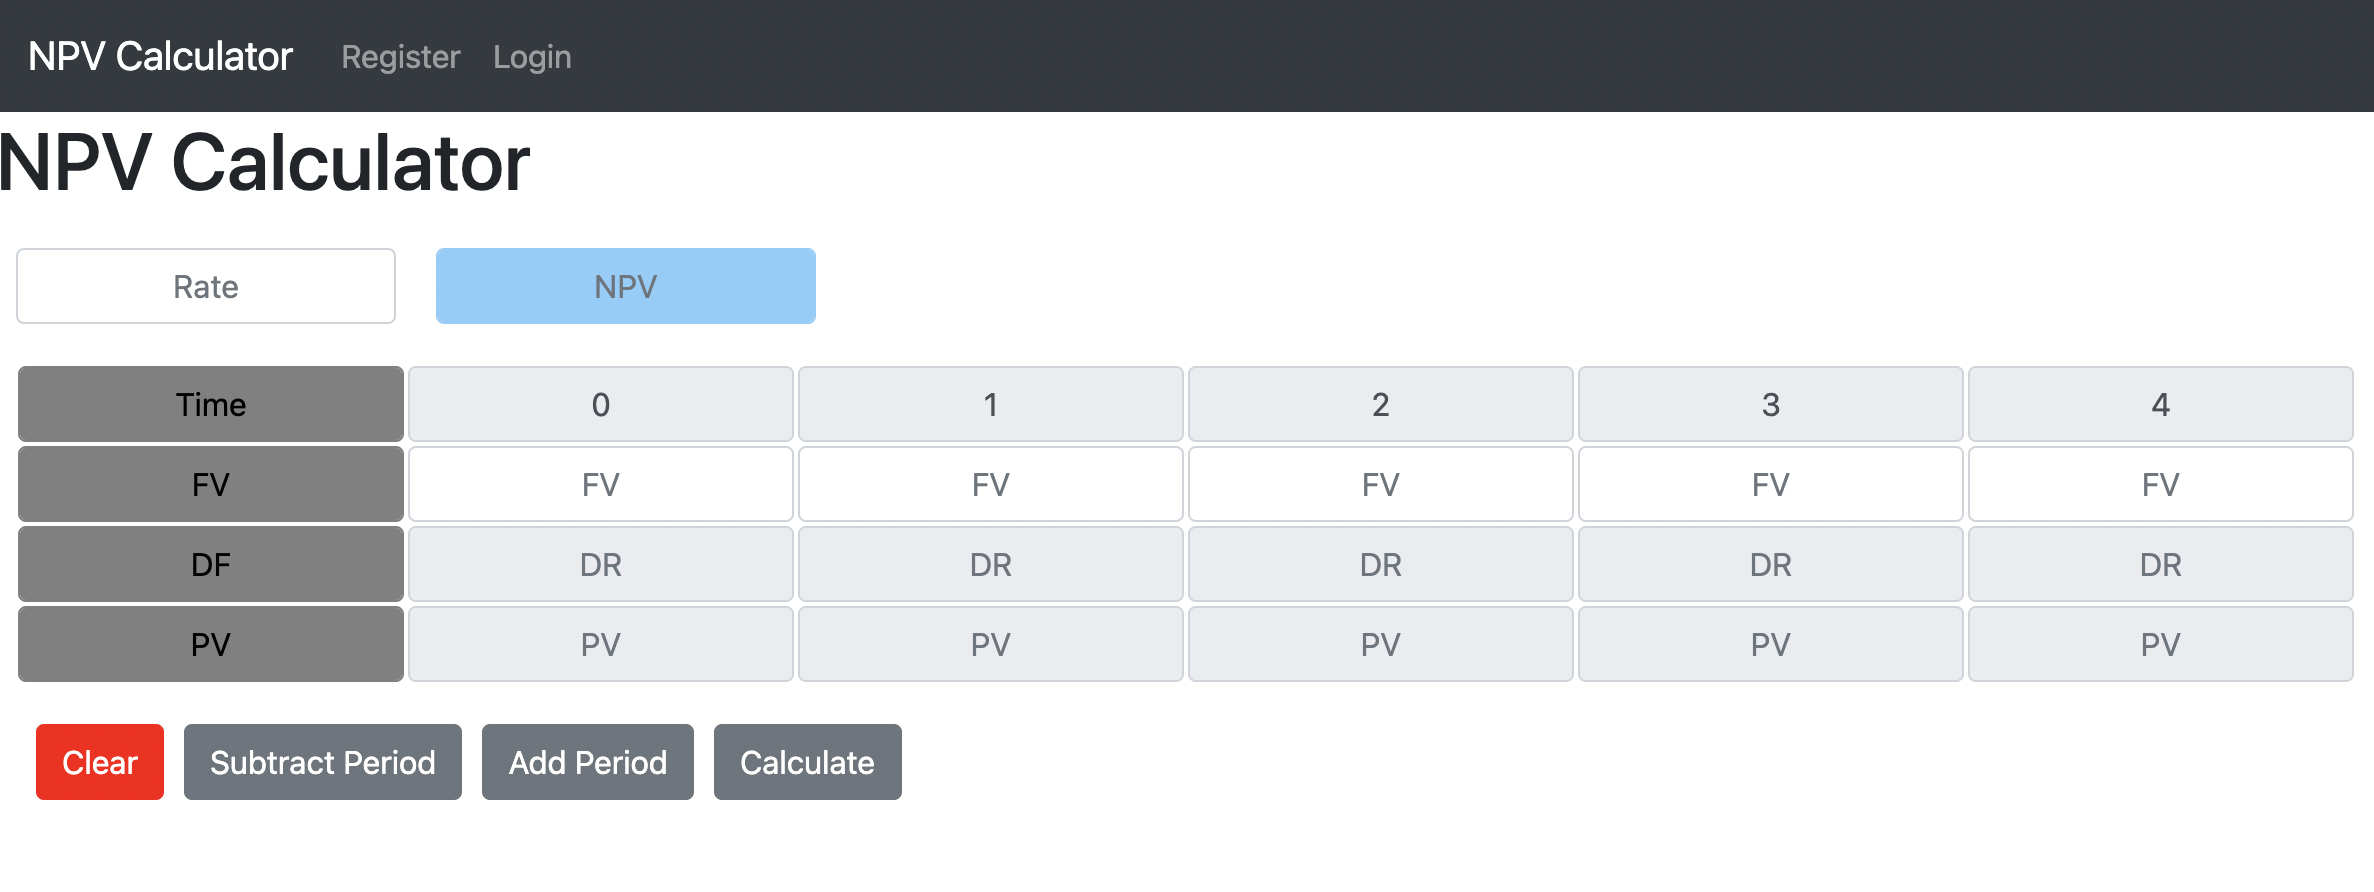 NPV Calculator Register Login
NPV Calculator
Rate NPV
Time 0 1 2 3 4
FV FV FV FV FV FV
DF DR DR DR DR DR
PV PV PV PV PV PV
Clear Subtract Period Add Period Calculate